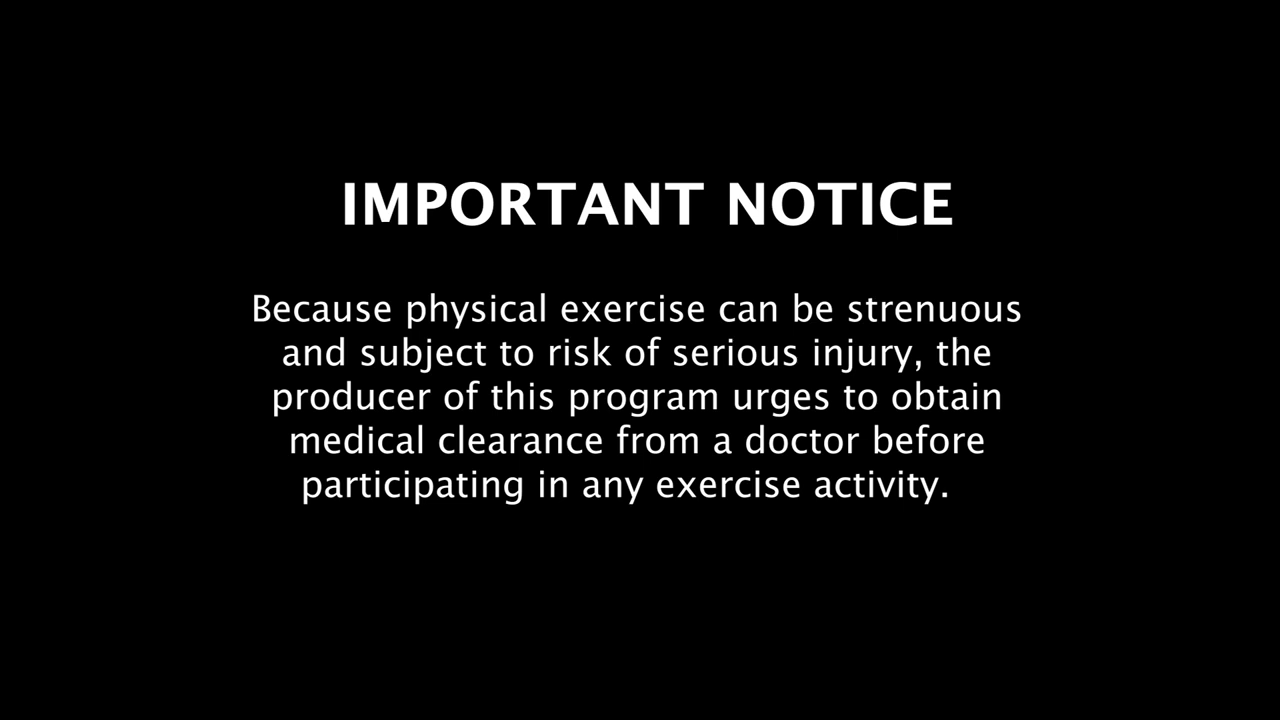 IMPORTANT NOTICE
Because physical exercise can be strenuous
and subject to risk of serious injury, the
producer of this program urges to obtain
medical clearance from a doctor before
participating in any exercise activity.